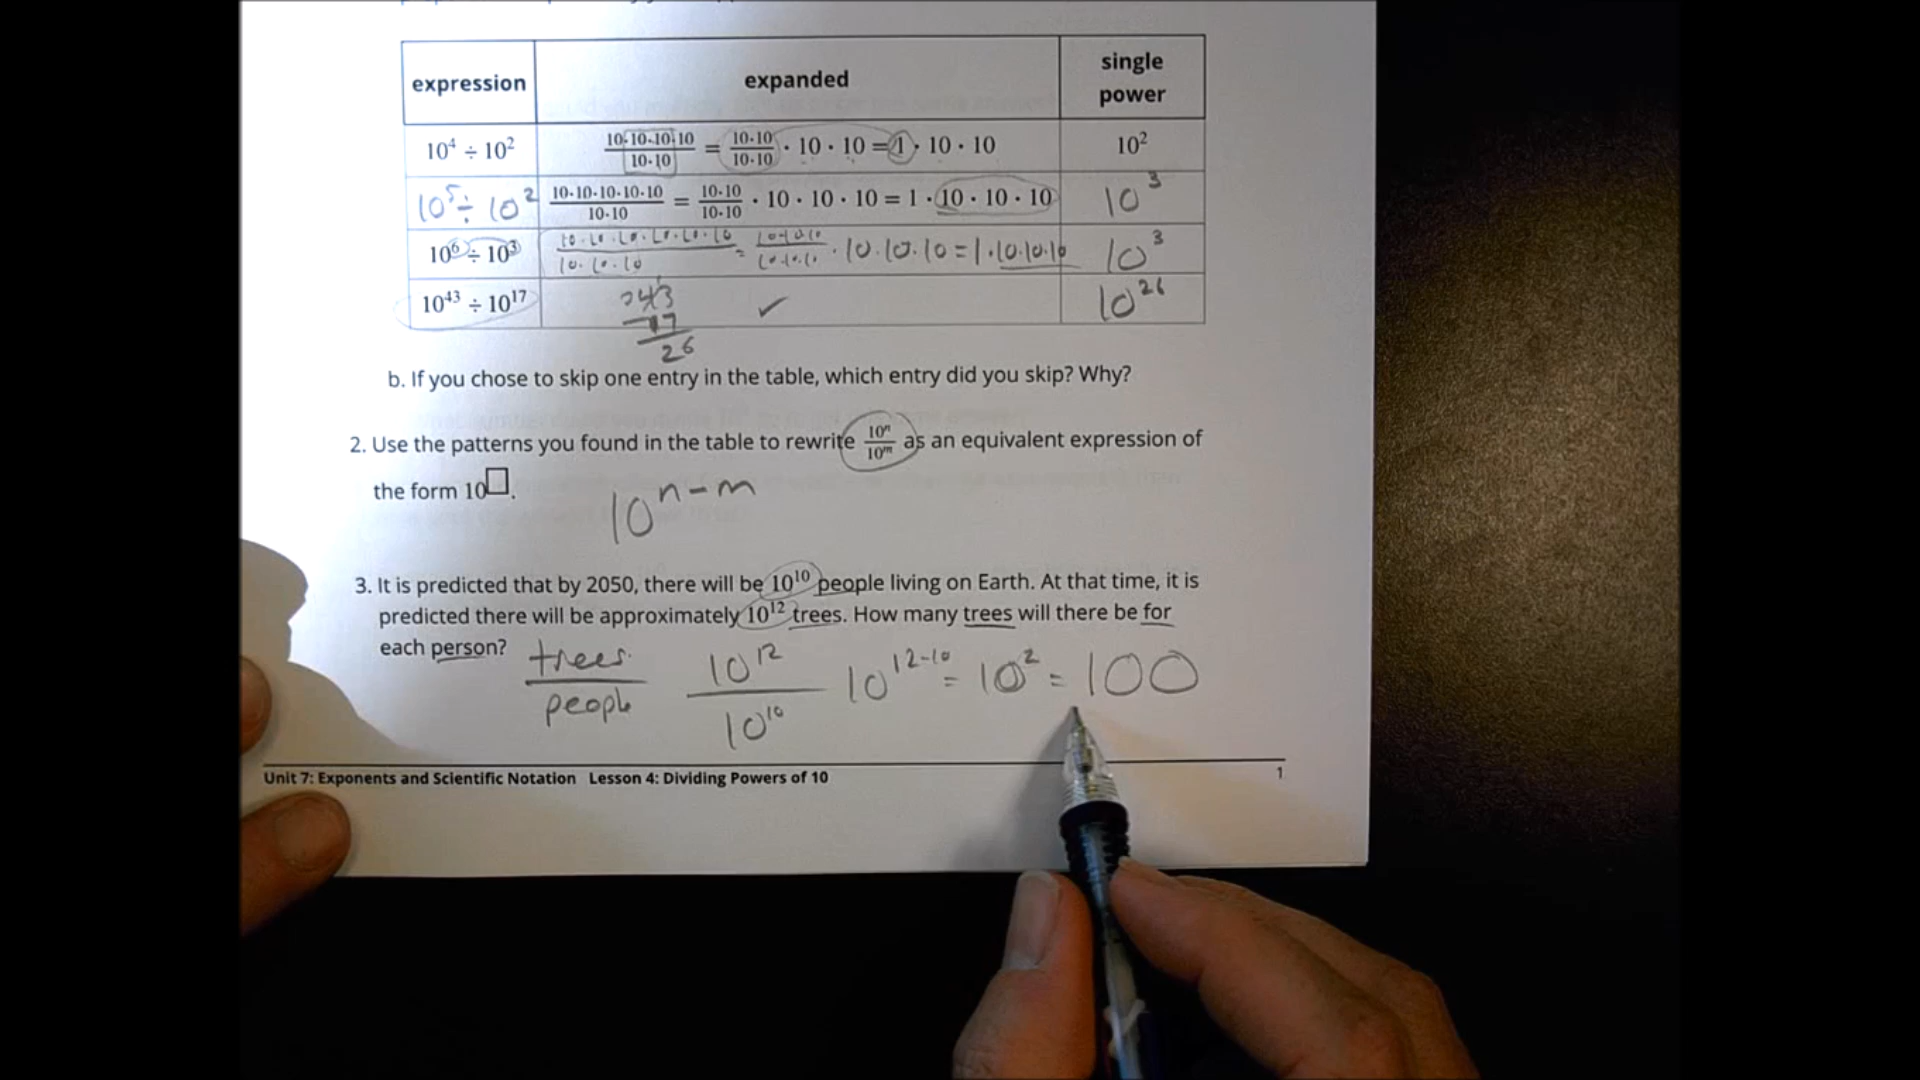 expression expanded single power
10⁴ ÷ 10² 10·10·10·10/10·10 = 10·10/10·10 · 10 · 10 = 1 · 10 · 10 10²
10⁵ ÷ 10² 10·10·10·10·10/10·10 = 10·10/10·10 · 10 · 10 · 10 = 1 · 10 · 10 · 10 10³
10⁶ ÷ 10³ 10·10·10·10·10·10/10·10·10 = 10·10·10/10·10·10 · 10·10·10 = 1·10·10·10 10³
10⁴³ ÷ 10¹⁷ 43 ✓ 10²⁶
17
26
b. If you chose to skip one entry in the table, which entry did you skip? Why?
2. Use the patterns you found in the table to rewrite 10ⁿ/10ᵐ as an equivalent expression of
the form 10□.
10ⁿ⁻ᵐ
3. It is predicted that by 2050, there will be 10¹⁰ people living on Earth. At that time, it is
predicted there will be approximately 10¹² trees. How many trees will there be for
each person?
trees/people 10¹²/10¹⁰ 10¹²⁻¹⁰ = 10² = 100
Unit 7: Exponents and Scientific Notation Lesson 4: Dividing Powers of 10 1